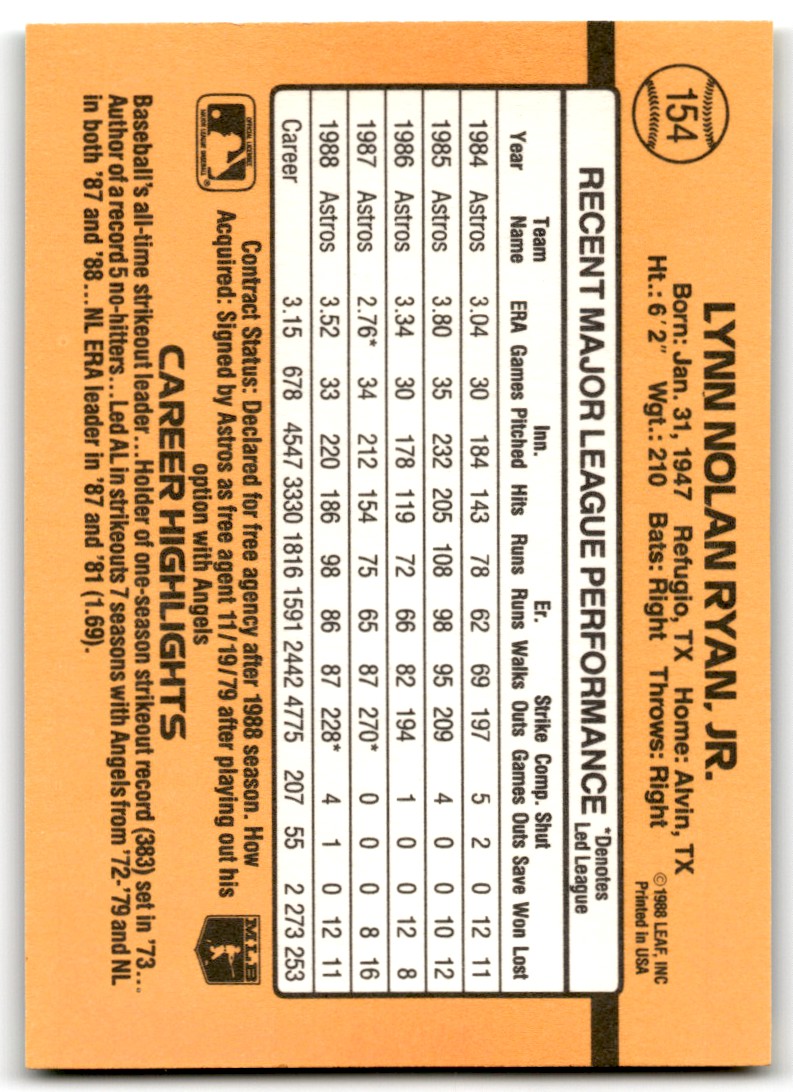 154
LYNN NOLAN RYAN, JR.
Born: Jan. 31, 1947 Refugio, TX Home: Alvin, TX
Ht.: 6'2" Wgt.: 210 Bats: Right Throws: Right
©1988 LEAF, INC
Printed in USA
RECENT MAJOR LEAGUE PERFORMANCE
*Denotes
Led League
Team Inn. Er. Strike Comp. Shut
Year Name ERA Games Pitched Hits Runs Runs Walks Outs Games Outs Save Won Lost
1984 Astros 3.04 30 184 143 78 62 69 197 5 2 0 12 11
1985 Astros 3.80 35 232 205 108 98 95 209 4 0 0 10 12
1986 Astros 3.34 30 178 119 72 66 82 194 1 0 0 12 8
1987 Astros 2.76* 34 212 154 75 65 87 270* 0 0 0 8 16
1988 Astros 3.52 33 220 186 98 86 87 228* 4 1 0 12 11
Career 3.15 678 4547 3330 1816 1591 2442 4775 207 55 2 273 253
OFFICIAL LICENSEE
MAJOR LEAGUE BASEBALL
®
Contract Status: Declared for free agency after 1988 season. How
Acquired: Signed by Astros as free agent 11/19/79 after playing out his
option with Angels
MLB
CAREER HIGHLIGHTS
Baseball's all-time strikeout leader...Holder of one-season strikeout record (383) set in '73...
Author of a record 5 no-hitters...Led AL in strikeouts 7 seasons with Angels from '72-'79 and NL
in both '87 and '88...NL ERA leader in '87 and '81 (1.69).